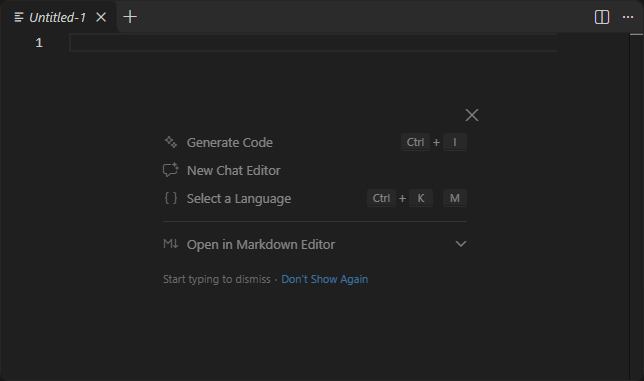 Untitled-1
1
Generate Code Ctrl + I
New Chat Editor
{ } Select a Language Ctrl + K M
M↓ Open in Markdown Editor
Start typing to dismiss · Don't Show Again